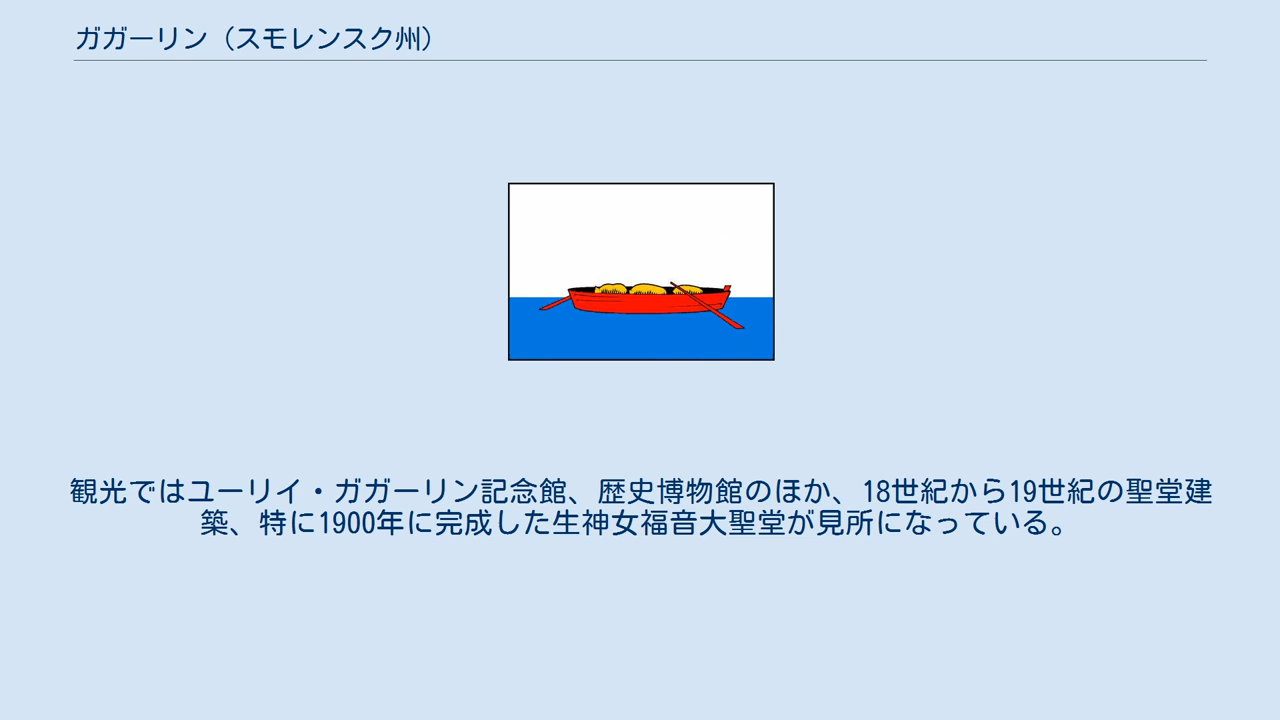 ガガーリン（スモレンスク州）
観光ではユーリイ・ガガーリン記念館、歴史博物館のほか、18世紀から19世紀の聖堂建
築、特に1900年に完成した生神女福音大聖堂が見所になっている。